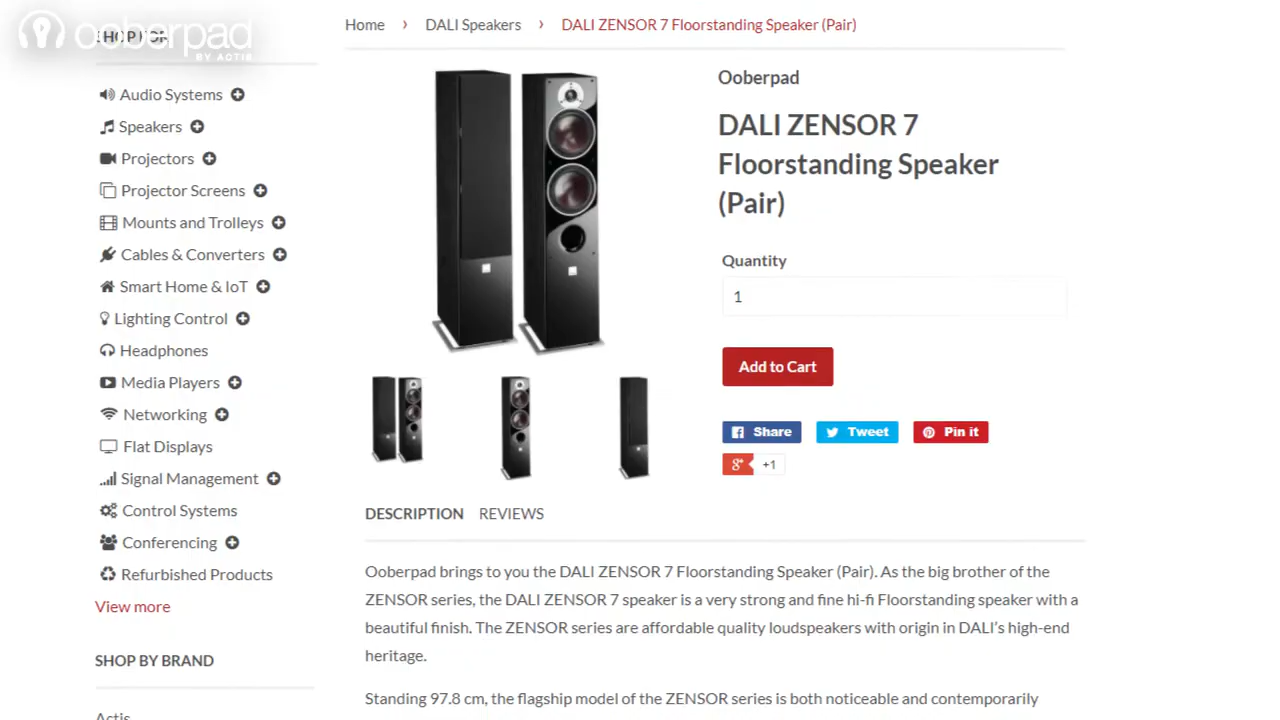 ooberpad
BY ACTIS
SHOP FOR
Audio Systems
Speakers
Projectors
Projector Screens
Mounts and Trolleys
Cables & Converters
Smart Home & IoT
Lighting Control
Headphones
Media Players
Networking
Flat Displays
Signal Management
Control Systems
Conferencing
Refurbished Products
View more
SHOP BY BRAND
Actis
Home › DALI Speakers › DALI ZENSOR 7 Floorstanding Speaker (Pair)
Ooberpad
DALI ZENSOR 7
Floorstanding Speaker
(Pair)
Quantity
1
Add to Cart
Share Tweet Pin it
g+ +1
DESCRIPTION REVIEWS
Ooberpad brings to you the DALI ZENSOR 7 Floorstanding Speaker (Pair). As the big brother of the
ZENSOR series, the DALI ZENSOR 7 speaker is a very strong and fine hi-fi Floorstanding speaker with a
beautiful finish. The ZENSOR series are affordable quality loudspeakers with origin in DALI's high-end
heritage.
Standing 97.8 cm, the flagship model of the ZENSOR series is both noticeable and contemporarily